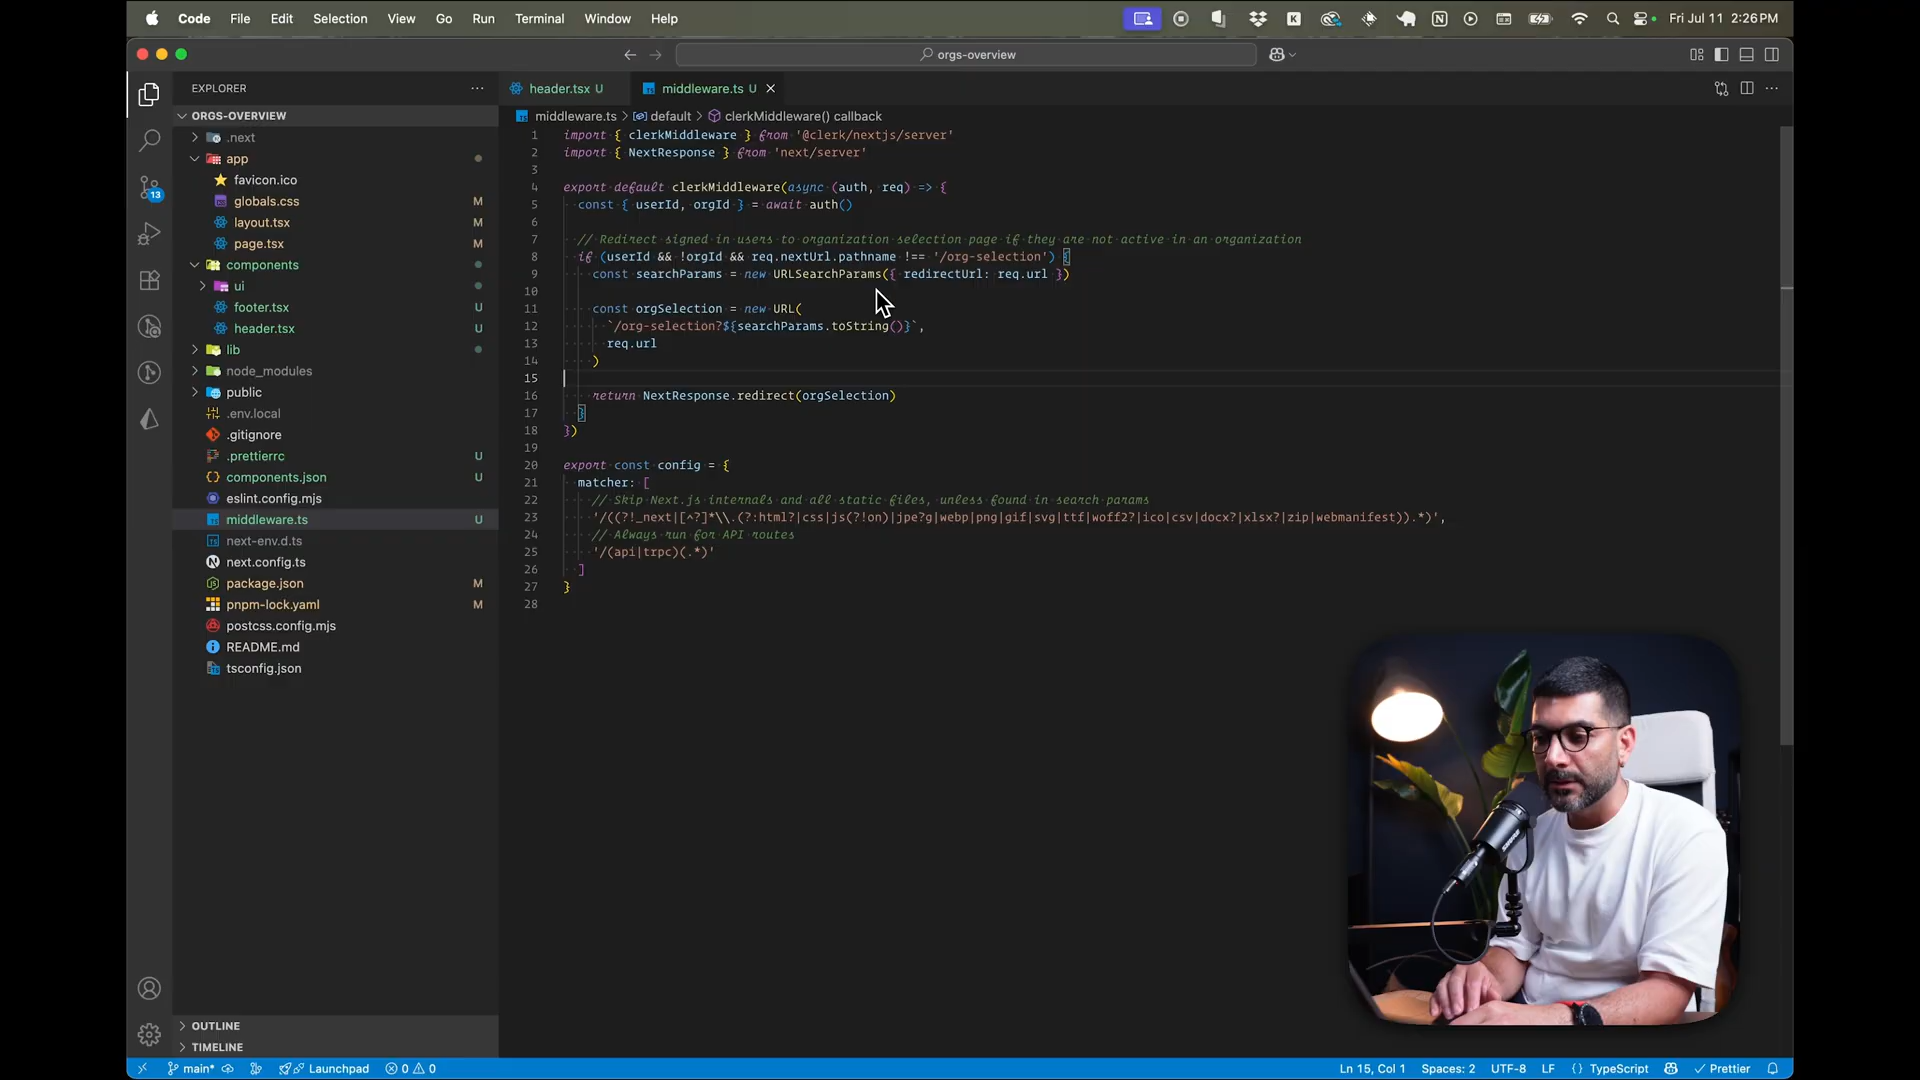 Code File Edit Selection View Go Run Terminal Window Help
Fri Jul 11 2:26PM
orgs-overview
EXPLORER
header.tsx U
middleware.ts U
ORGS-OVERVIEW
.next
app
favicon.ico
globals.css M
layout.tsx M
page.tsx M
components
ui
footer.tsx U
header.tsx U
lib
node_modules
public
.env.local
.gitignore
.prettierrc U
components.json U
eslint.config.mjs
middleware.ts U
next-env.d.ts
next.config.ts
package.json M
pnpm-lock.yaml M
postcss.config.mjs
README.md
tsconfig.json
13
OUTLINE
TIMELINE
middleware.ts > default > clerkMiddleware() callback
1 import { clerkMiddleware } from '@clerk/nextjs/server'
2 import { NextResponse } from 'next/server'
3
4 export default clerkMiddleware(async (auth, req) => {
5 const { userId, orgId } = await auth()
6
7 // Redirect signed in users to organization selection page if they are not active in an organization
8 if (userId && !orgId && req.nextUrl.pathname !== '/org-selection') {
9 const searchParams = new URLSearchParams({ redirectUrl: req.url })
10
11 const orgSelection = new URL(
12 `/org-selection?${searchParams.toString()}`,
13 req.url
14 )
15
16 return NextResponse.redirect(orgSelection)
17 }
18 })
19
20 export const config = {
21 matcher: [
22 // Skip Next.js internals and all static files, unless found in search params
23 '/((?!_next|[^?]*\\.(?:html?|css|js(?!on)|jpe?g|webp|png|gif|svg|ttf|woff2?|ico|csv|docx?|xlsx?|zip|webmanifest)).*)',
24 // Always run for API routes
25 '/(api|trpc)(.*)'
26 ]
27 }
28
main* Launchpad 0 0
Ln 15, Col 1 Spaces: 2 UTF-8 LF {} TypeScript Prettier